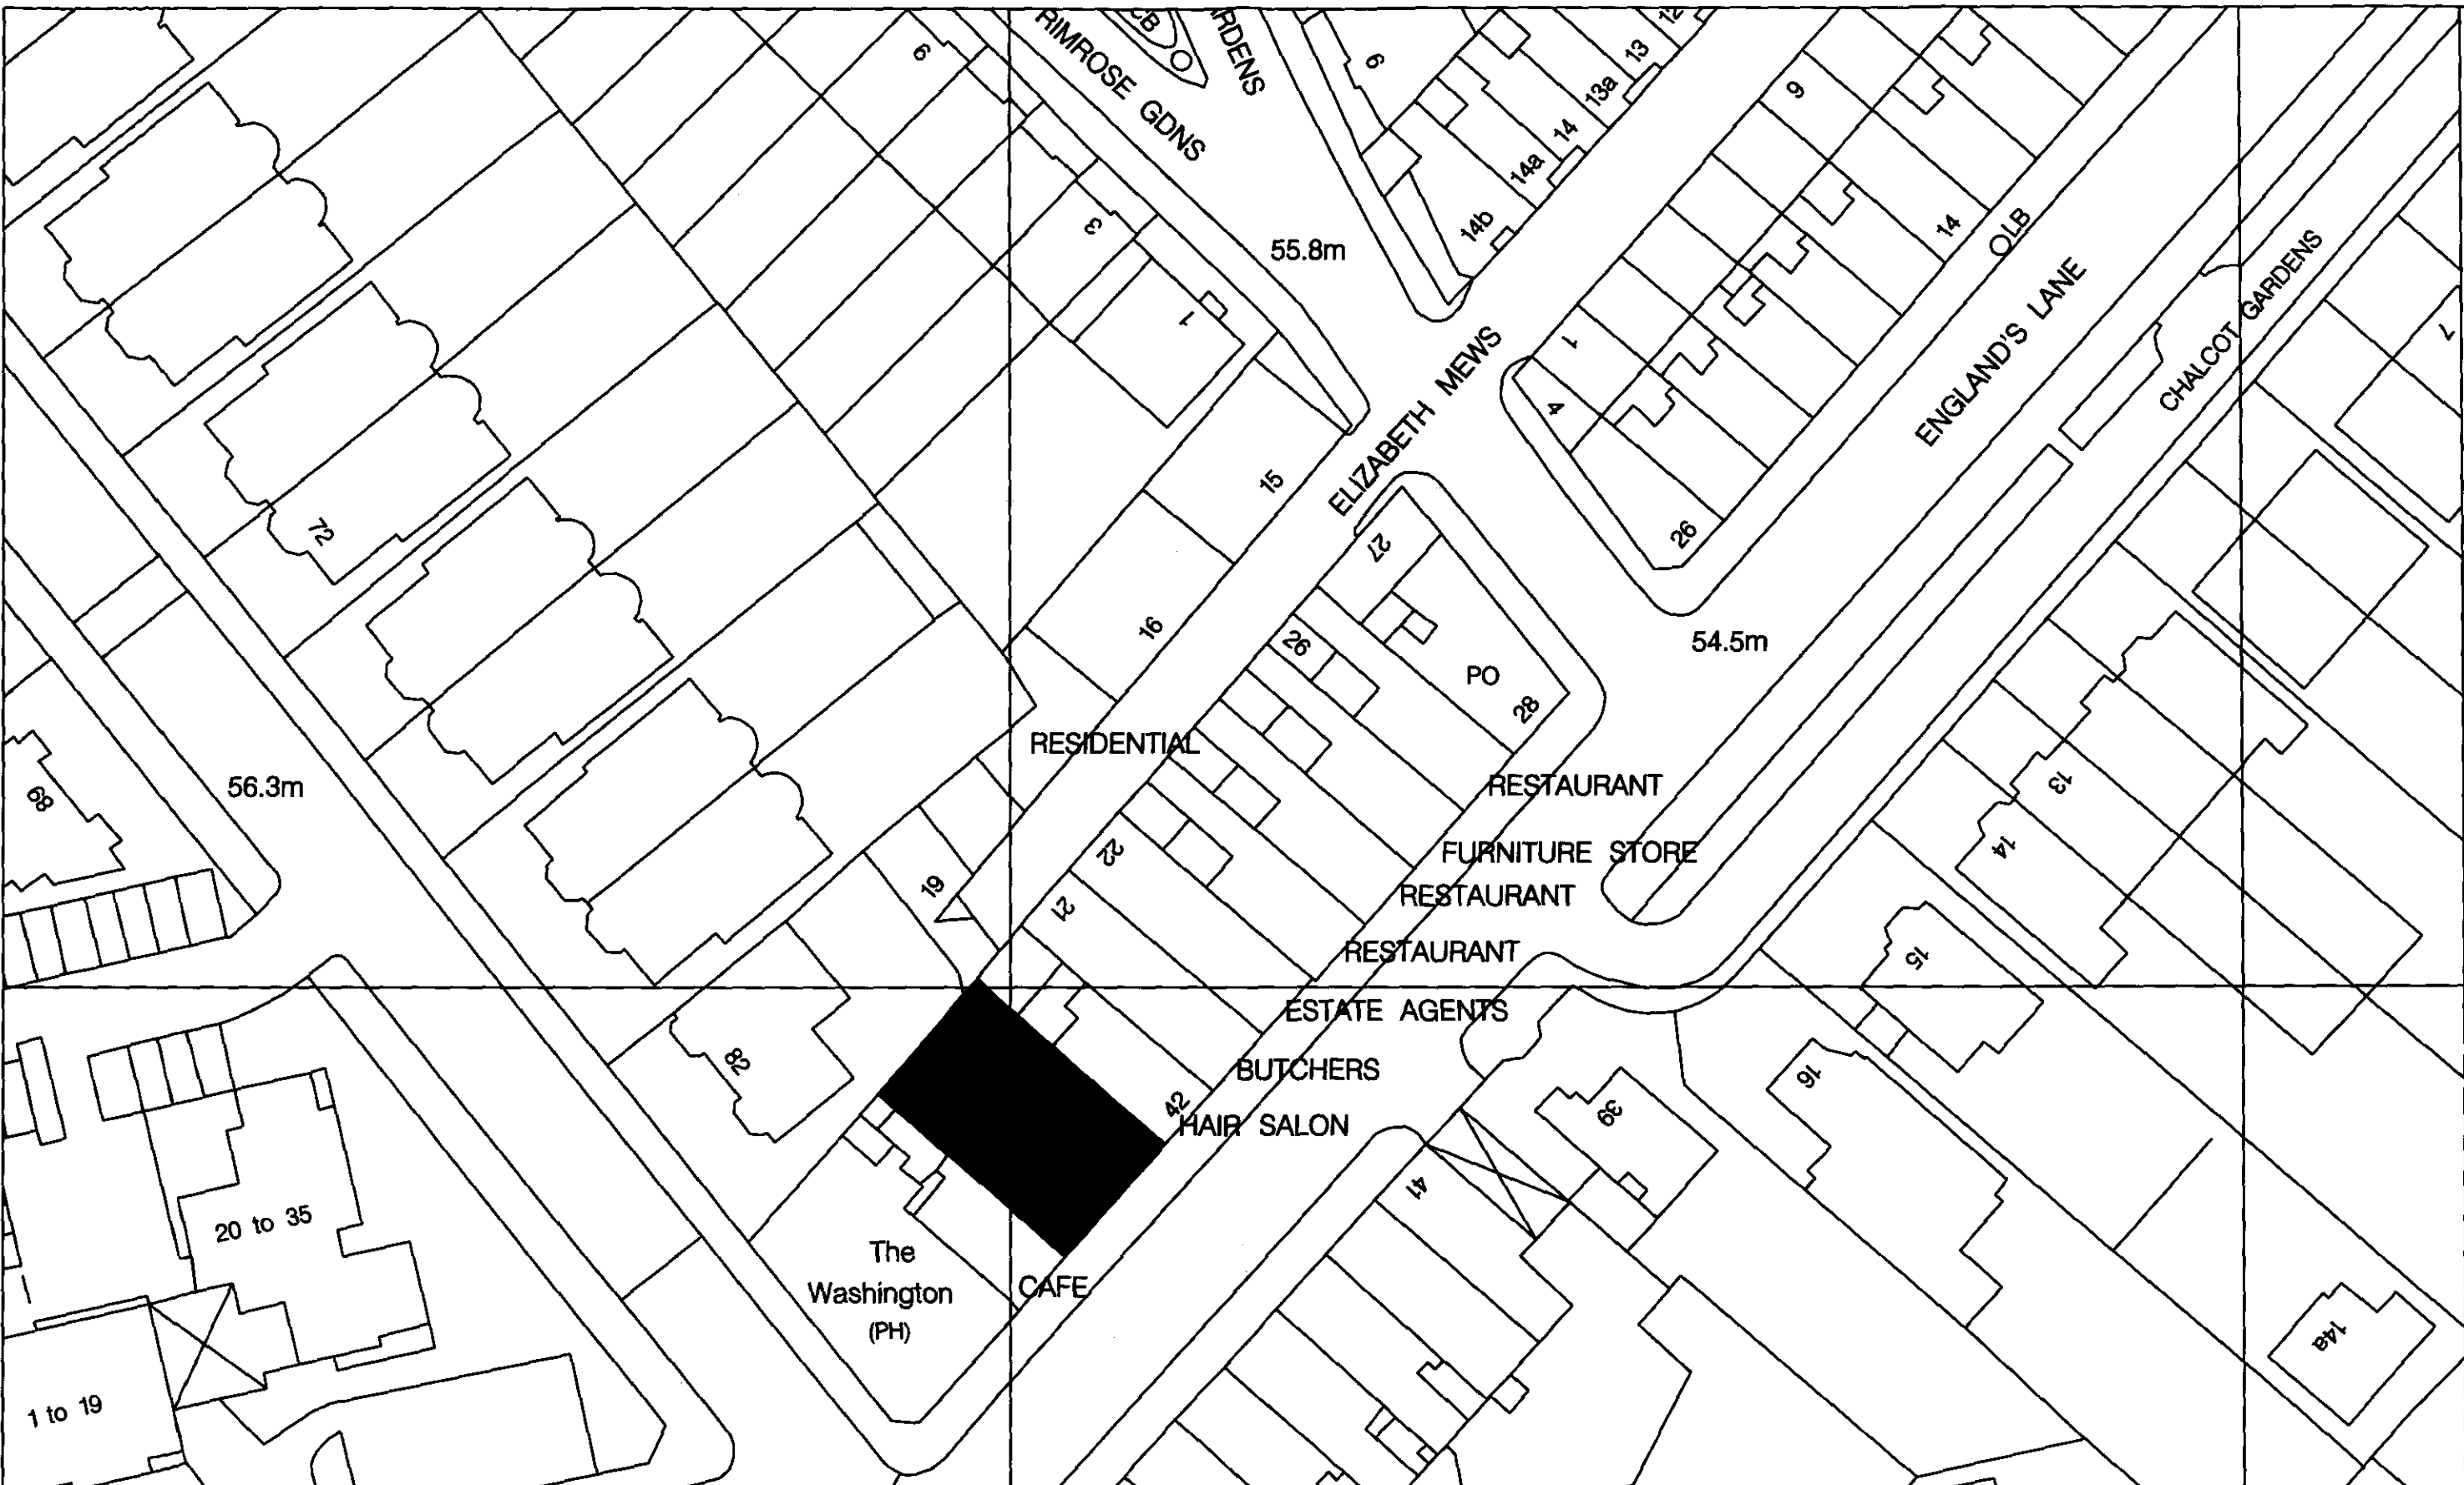 RIMROSE GDNS
CB
RDENS
6
6
12
13
13a
14
14a
14b
9
14
LB
3
1
55.8m
ENGLAND'S LANE
CHALCOT GARDENS
7
1
4
ELIZABETH MEWS
15
26
72
27
16
26
PO
28
54.5m
RESIDENTIAL
68
56.3m
RESTAURANT
13
14
22
FURNITURE STORE
19
21
RESTAURANT
RESTAURANT
15
ESTATE AGENTS
82
BUTCHERS
16
42
HAIR SALON
39
41
20 to 35
The
Washington
(PH)
CAFE
14a
1 to 19